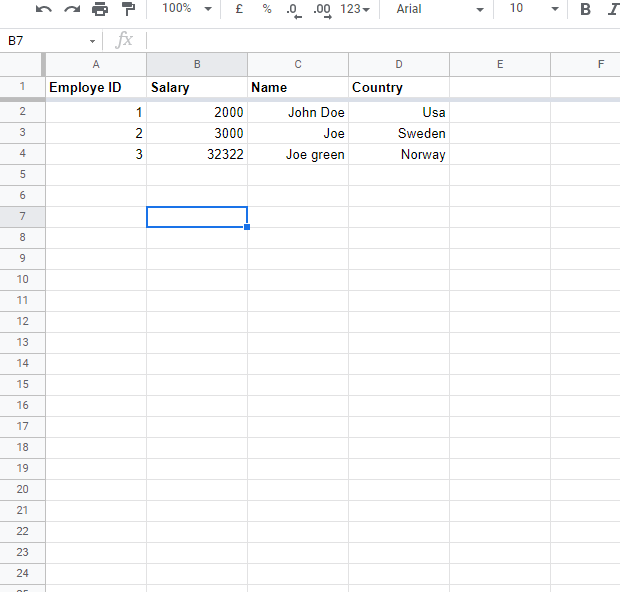 100% £ % .0 .00 123 Arial 10 B I
B7 fx
A B C D E F
1 Employe ID Salary Name Country
2 1 2000 John Doe Usa
3 2 3000 Joe Sweden
4 3 32322 Joe green Norway
5
6
7
8
9
10
11
12
13
14
15
16
17
18
19
20
21
22
23
24